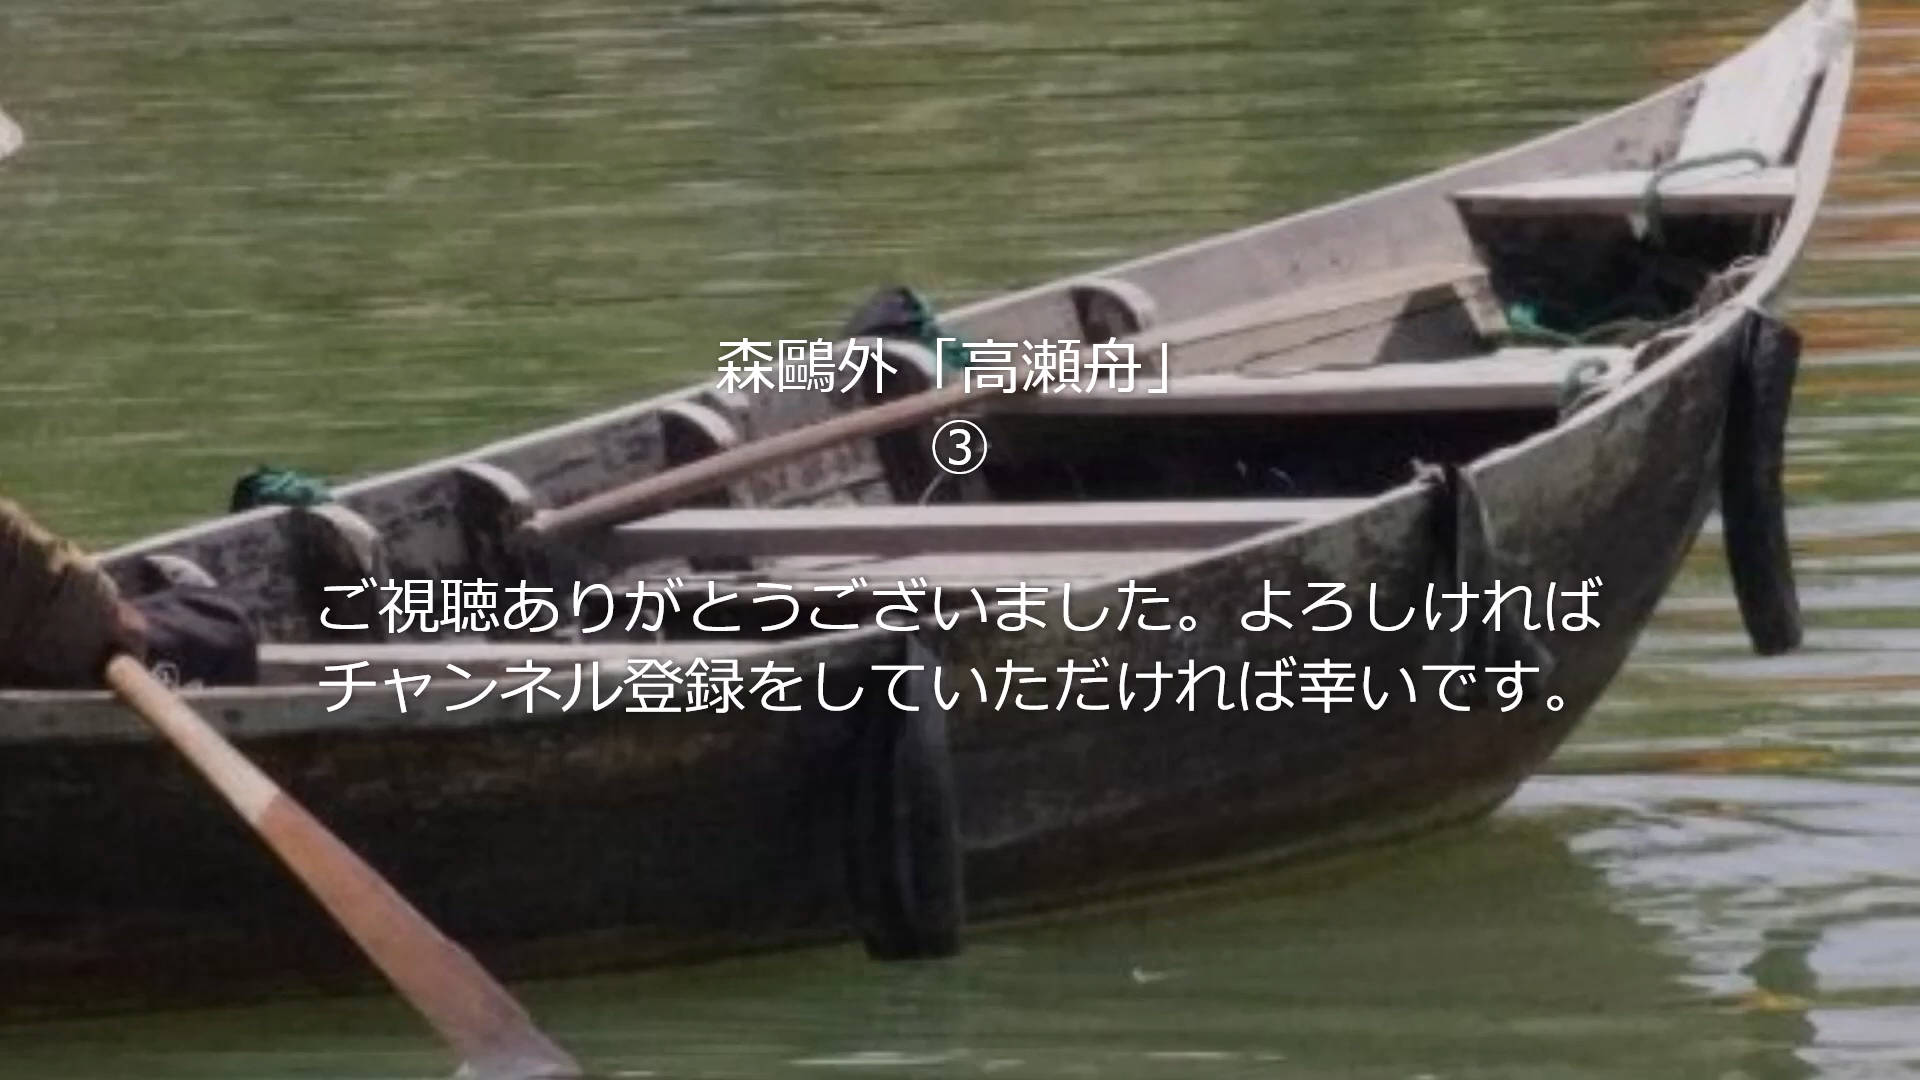 森鷗外「高瀬舟」
③
ご視聴ありがとうございました。よろしければ
チャンネル登録をしていただければ幸いです。